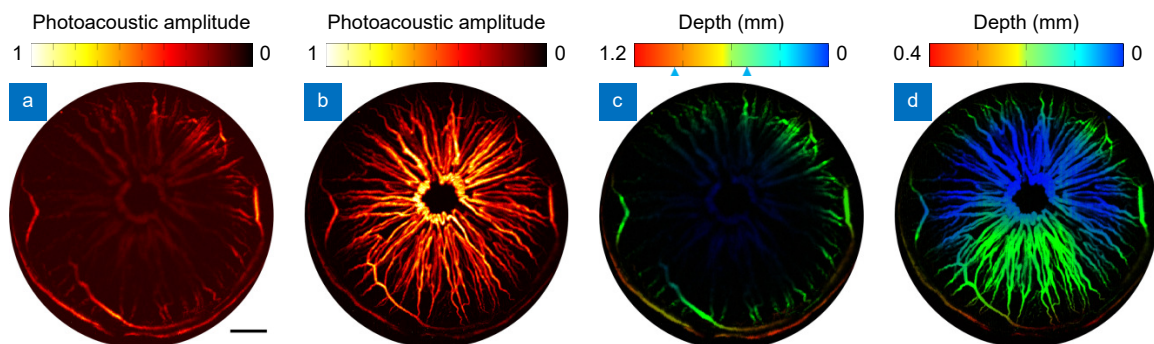 Photoacoustic amplitude
1 0
Photoacoustic amplitude
1 0
Depth (mm)
1.2 0
Depth (mm)
0.4 0
a
b
c
d